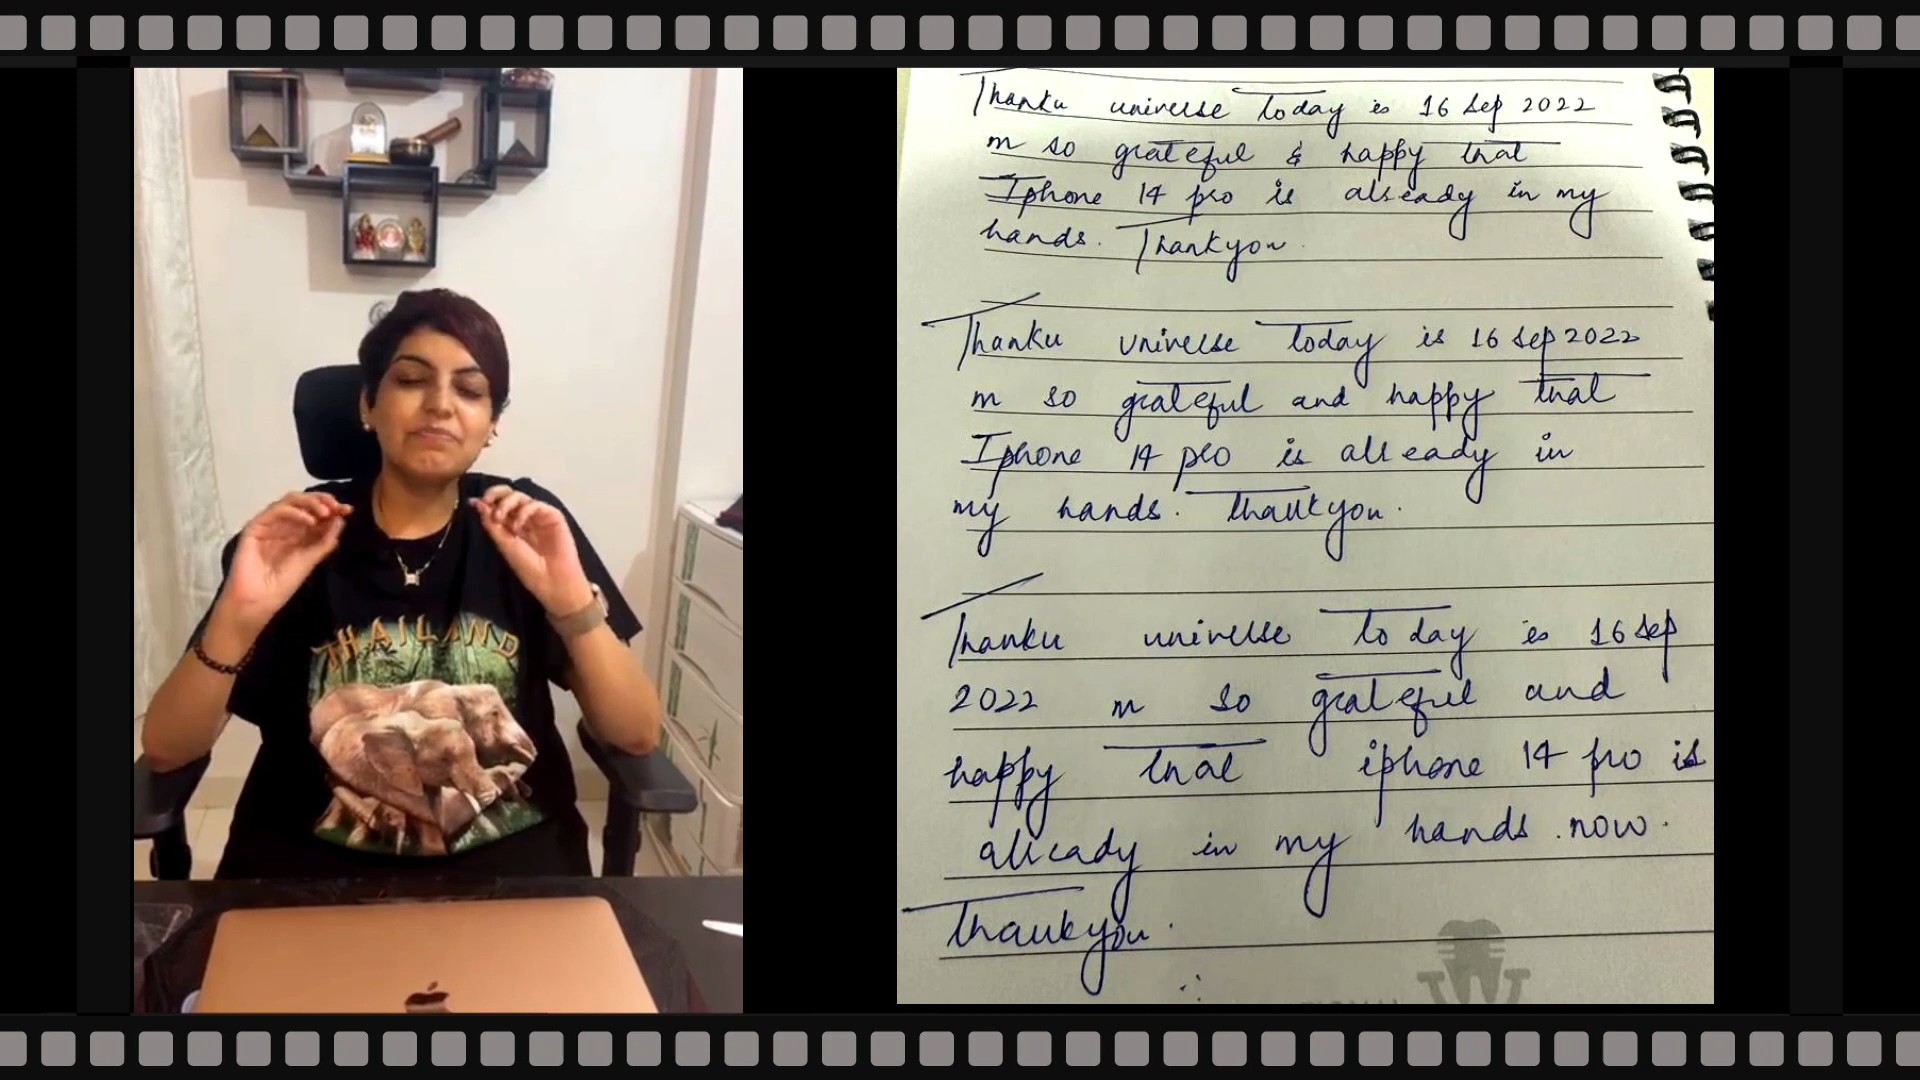 THAILAND
Thanku universe today is 16 Sep 2022
m so grateful & happy that
Iphone 14 pro is already in my
hands. Thankyou.
Thanku universe today is 16 Sep 2022
m so grateful and happy that
Iphone 14 pro is already in
my hands. Thankyou.
Thanku universe today is 16 Sep
2022 m so grateful and
happy that iphone 14 pro is
already in my hands .now.
Thankyou.